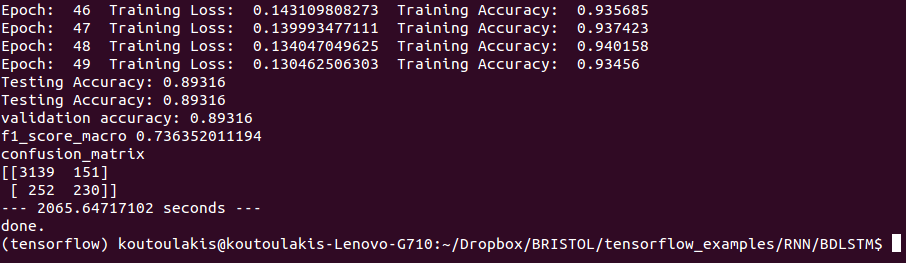 Epoch:  46  Training Loss:  0.143109808273  Training Accuracy:  0.935685
Epoch:  47  Training Loss:  0.139993477111  Training Accuracy:  0.937423
Epoch:  48  Training Loss:  0.134047049625  Training Accuracy:  0.940158
Epoch:  49  Training Loss:  0.130462506303  Training Accuracy:  0.93456
Testing Accuracy: 0.89316
Testing Accuracy: 0.89316
validation accuracy: 0.89316
f1_score_macro 0.736352011194
confusion_matrix
[[3139  151]
 [ 252  230]]
--- 2065.64717102 seconds ---
done.
(tensorflow) koutoulakis@koutoulakis-Lenovo-G710:~/Dropbox/BRISTOL/tensorflow_examples/RNN/BDLSTM$